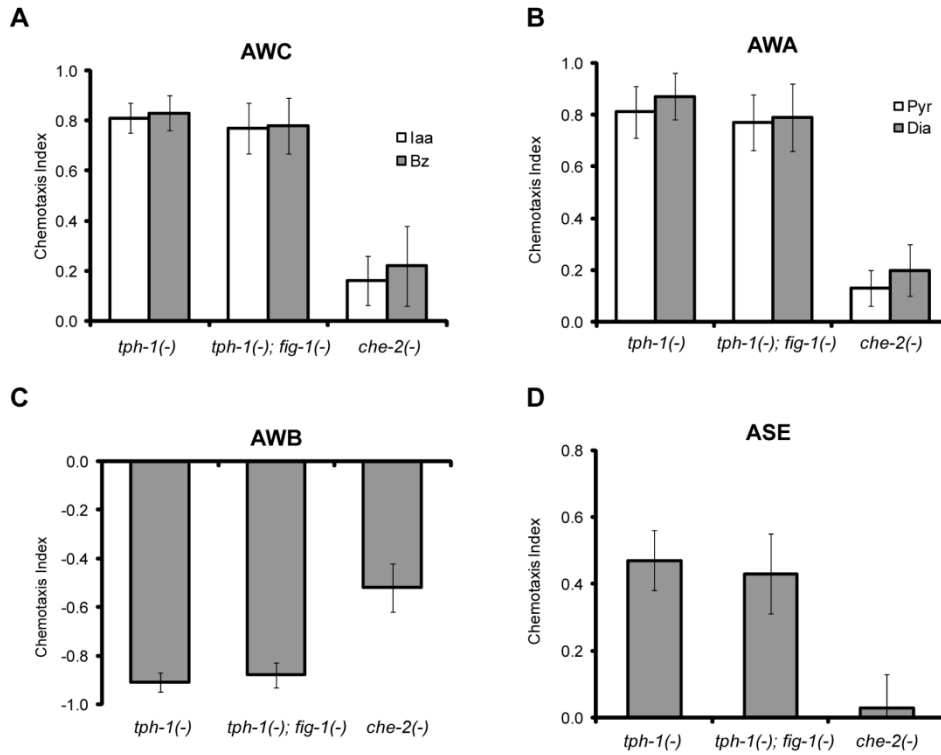 A
AWC
Chemotaxis Index
1.0
0.8
0.6
0.4
0.2
0.0
Iaa
Bz
tph-1(-)
tph-1(-); fig-1(-)
che-2(-)
B
AWA
Chemotaxis Index
1.0
0.8
0.6
0.4
0.2
0.0
Pyr
Dia
tph-1(-)
tph-1(-); fig-1(-)
che-2(-)
C
AWB
Chemotaxis Index
0.0
-0.2
-0.4
-0.6
-0.8
-1.0
tph-1(-)
tph-1(-); fig-1(-)
che-2(-)
D
ASE
Chemotaxis Index
0.8
0.6
0.4
0.2
0.0
tph-1(-)
tph-1(-); fig-1(-)
che-2(-)